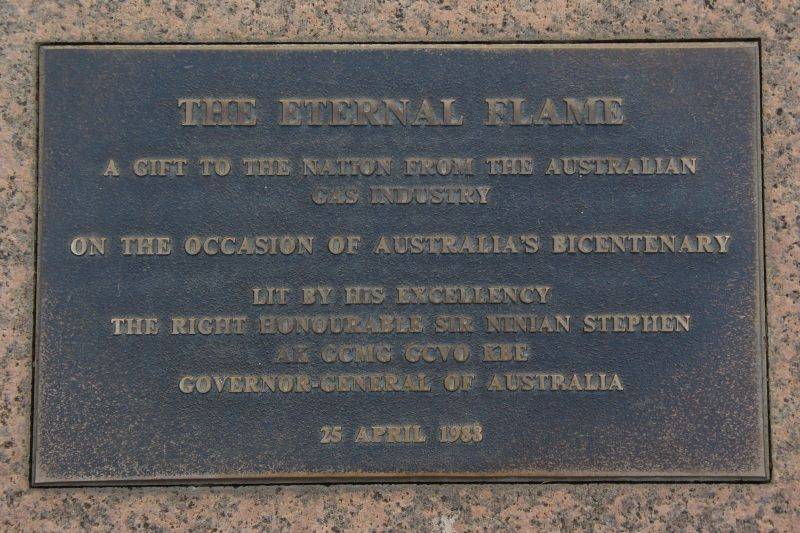 THE ETERNAL FLAME
A GIFT TO THE NATION FROM THE AUSTRALIAN
GAS INDUSTRY
ON THE OCCASION OF AUSTRALIA'S BICENTENARY
LIT BY HIS EXCELLENCY
THE RIGHT HONOURABLE SIR NINIAN STEPHEN
AK GCMG GCVO KBE
GOVERNOR-GENERAL OF AUSTRALIA
25 APRIL 1988